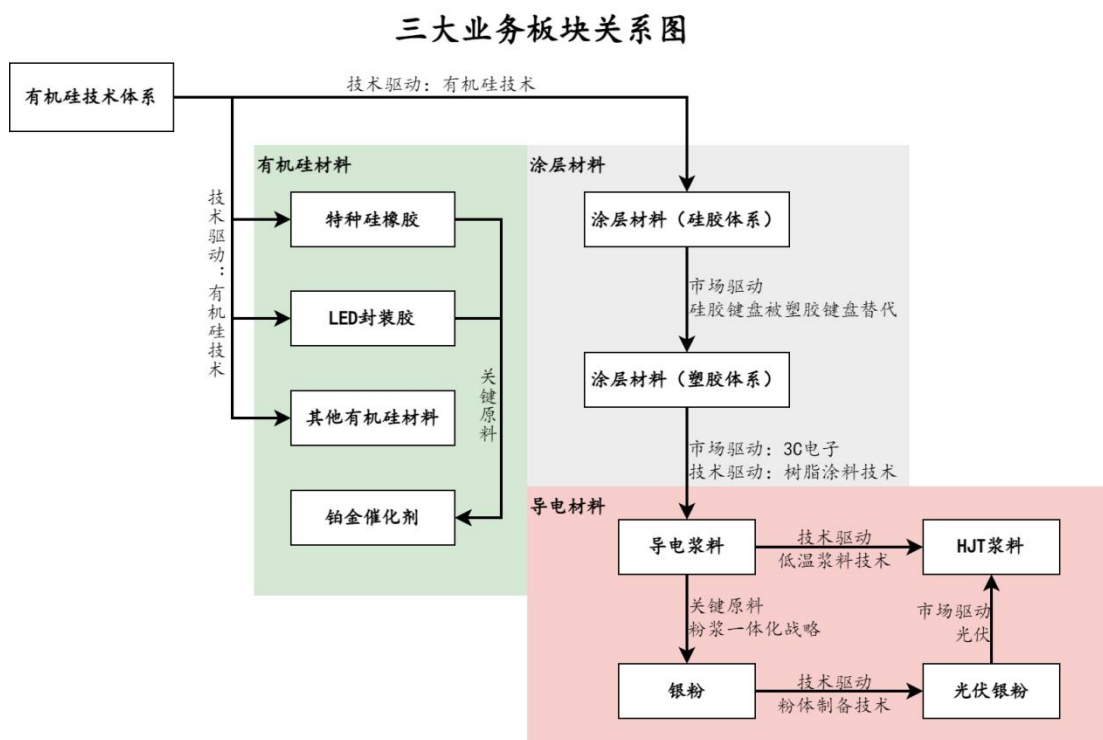 三大业务板块关系图
有机硅技术体系
技术驱动：有机硅技术
技术驱动：有机硅技术
有机硅材料
特种硅橡胶
LED封装胶
其他有机硅材料
铂金催化剂
关键原料
涂层材料
涂层材料（硅胶体系）
市场驱动
硅胶键盘被塑胶键盘替代
涂层材料（塑胶体系）
市场驱动：3C电子
技术驱动：树脂涂料技术
导电材料
导电浆料
技术驱动
低温浆料技术
HJT浆料
关键原料
粉浆一体化战略
市场驱动
光伏
银粉
技术驱动
粉体制备技术
光伏银粉